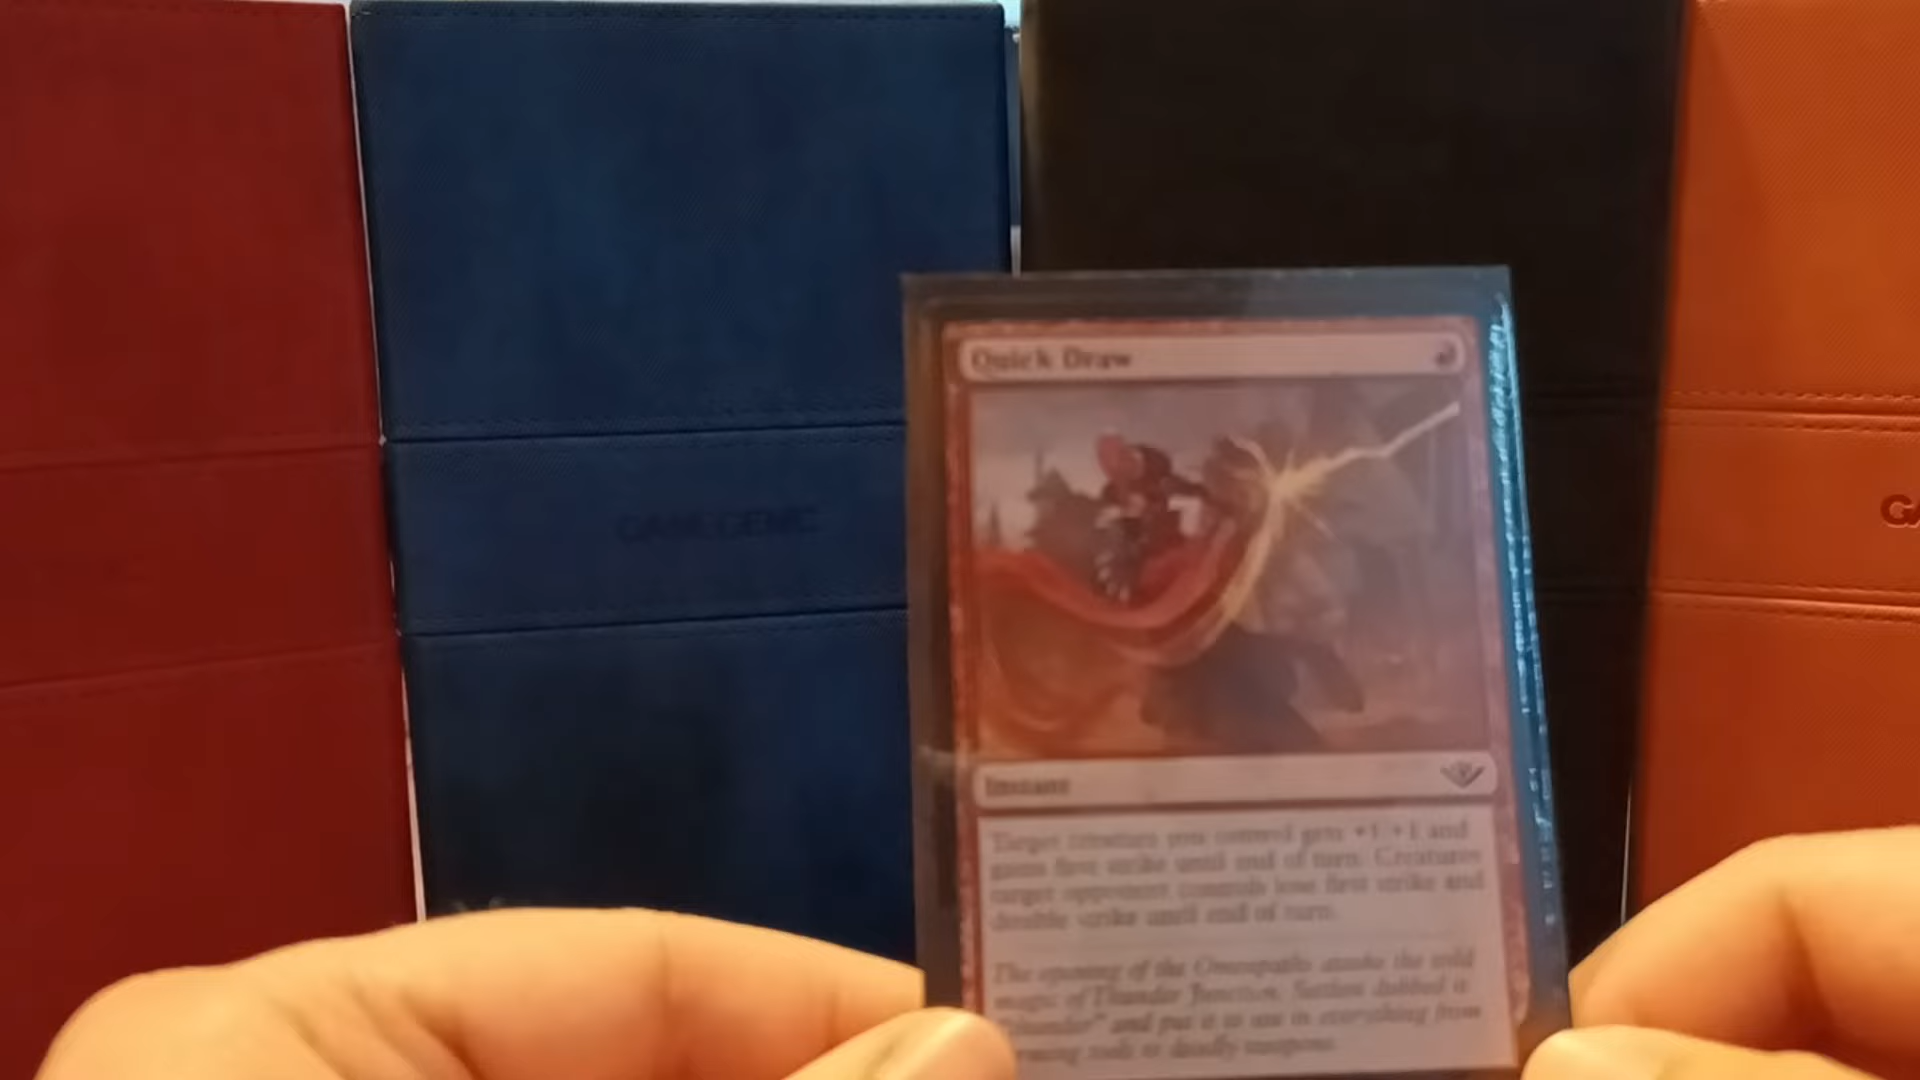 GAMEGENIC
GA
Quick Draw
Instant
Target creature you control gets +1/+1 and
gains first strike until end of turn. Creatures
target opponent controls lose first strike and
double strike until end of turn.
The opening of the Omenpaths awoke the wild
magic of Thunder Junction. Settlers dubbed it
"thunder" and put it to use in everything from
rming tools to deadly weapons.